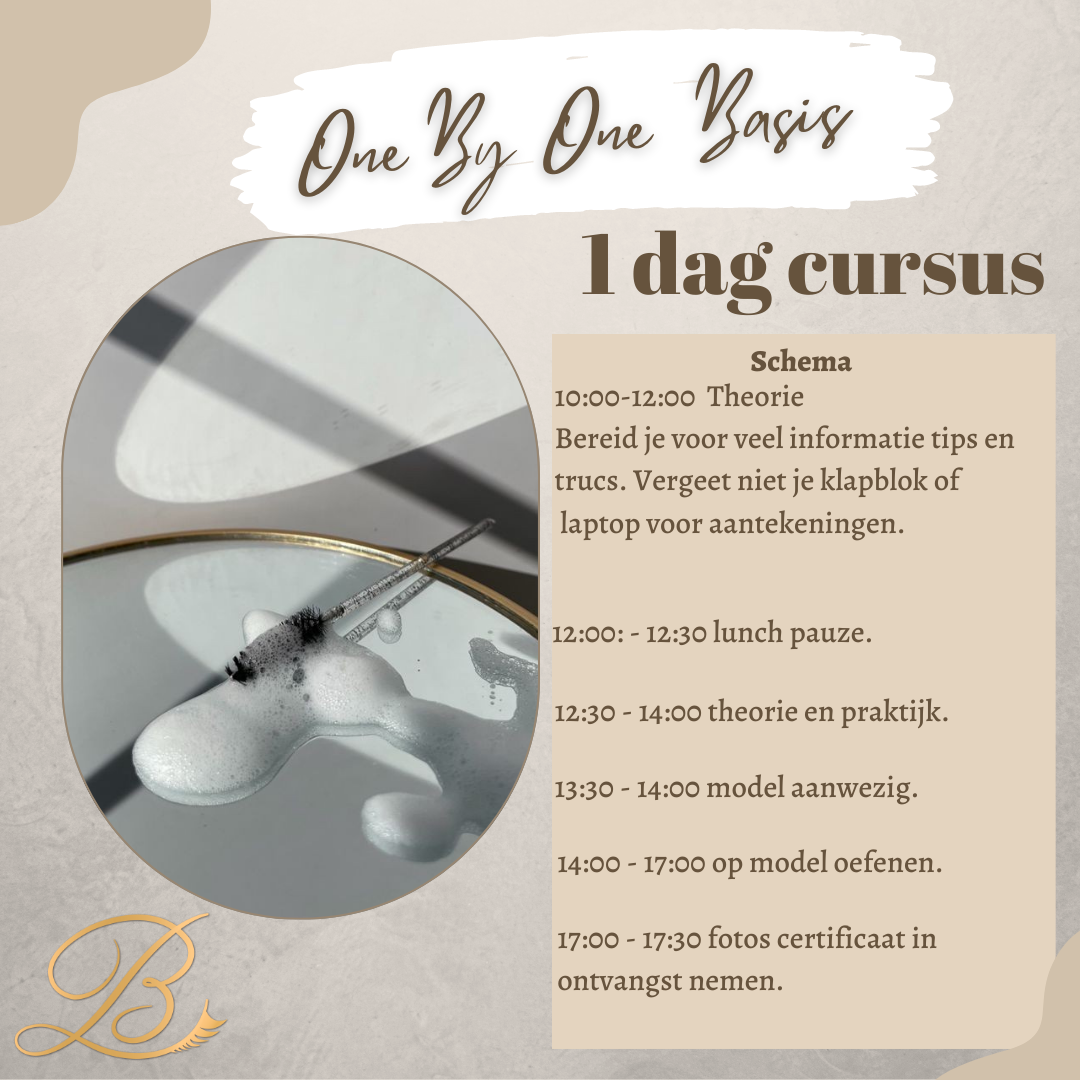 One By One Basis
1 dag cursus
Schema
10:00-12:00 Theorie
Bereid je voor veel informatie tips en
trucs. Vergeet niet je klapblok of
laptop voor aantekeningen.
12:00: - 12:30 lunch pauze.
12:30 - 14:00 theorie en praktijk.
13:30 - 14:00 model aanwezig.
14:00 - 17:00 op model oefenen.
17:00 - 17:30 fotos certificaat in
ontvangst nemen.
B